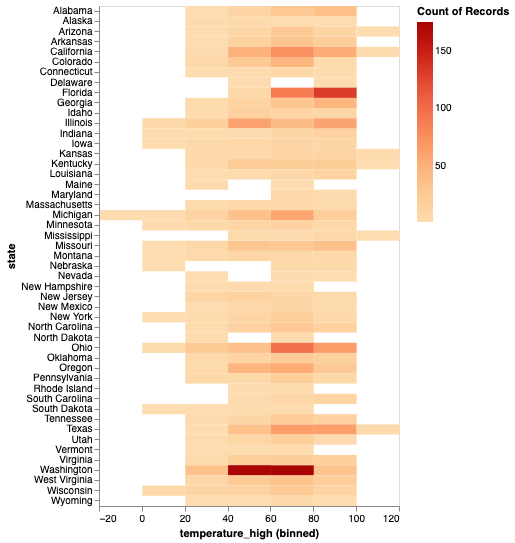 Count of Records
150
100
50
state
Alabama
Alaska
Arizona
Arkansas
California
Colorado
Connecticut
Delaware
Florida
Georgia
Idaho
Illinois
Indiana
Iowa
Kansas
Kentucky
Louisiana
Maine
Maryland
Massachusetts
Michigan
Minnesota
Mississippi
Missouri
Montana
Nebraska
Nevada
New Hampshire
New Jersey
New Mexico
New York
North Carolina
North Dakota
Ohio
Oklahoma
Oregon
Pennsylvania
Rhode Island
South Carolina
South Dakota
Tennessee
Texas
Utah
Vermont
Virginia
Washington
West Virginia
Wisconsin
Wyoming
−20 0 20 40 60 80 100 120
temperature_high (binned)